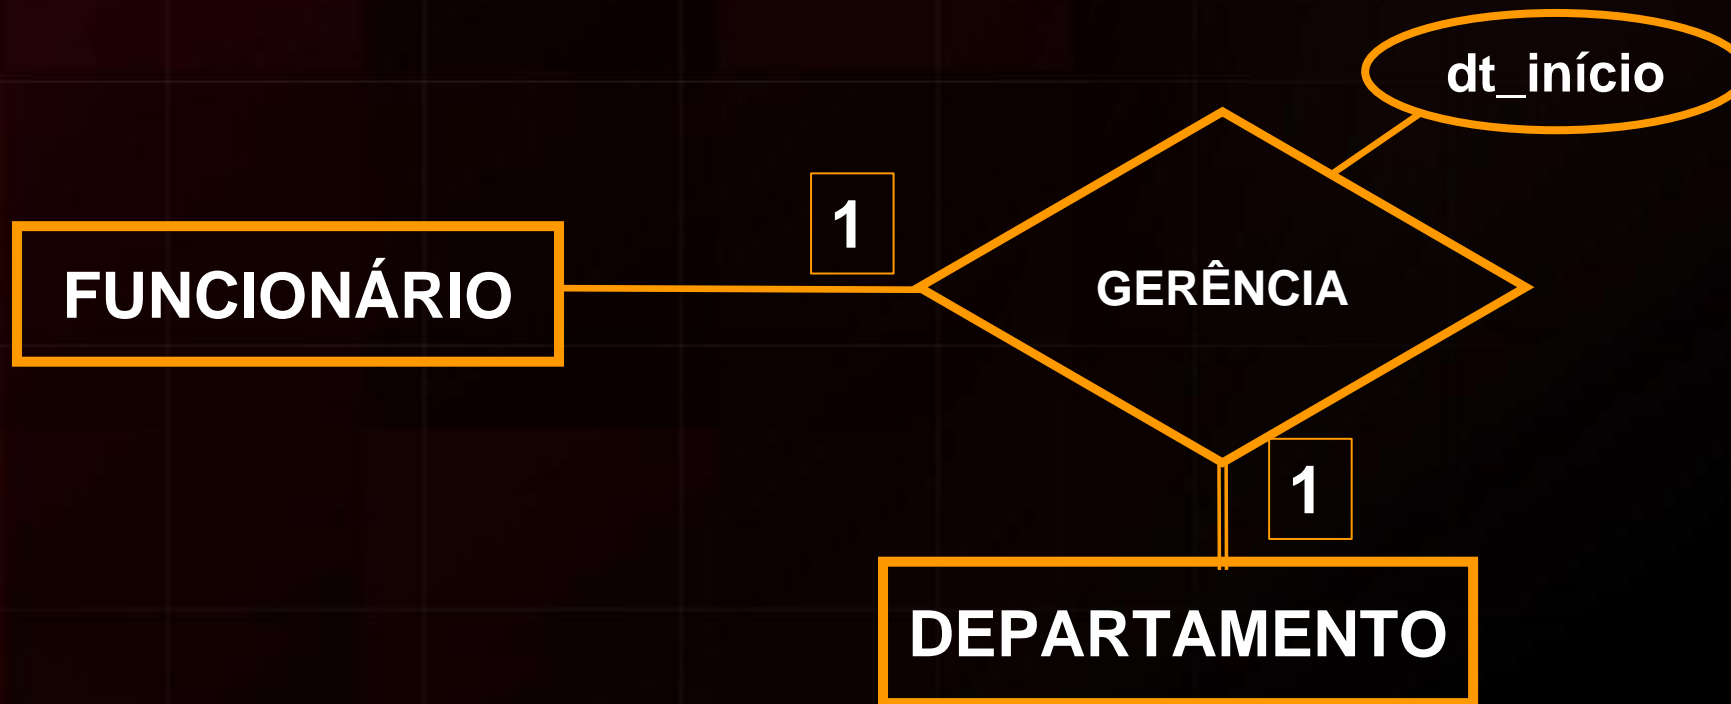 dt_início
1
FUNCIONÁRIO
GERÊNCIA
1
DEPARTAMENTO